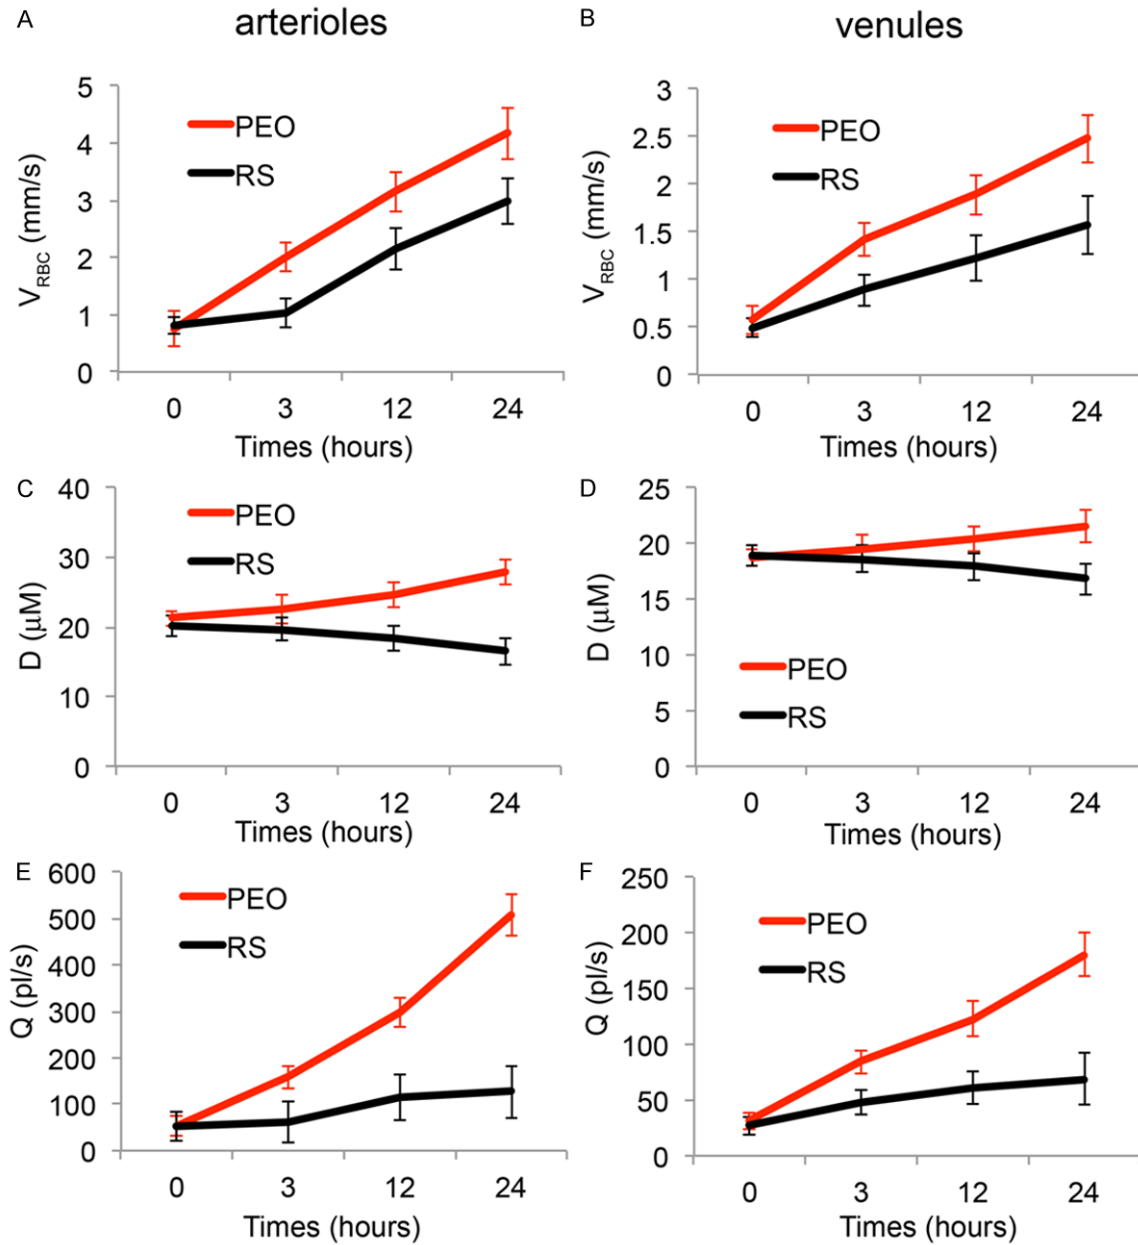 A
arterioles
5
4
3
2
1
0
V_RBC (mm/s)
PEO
RS
0 3 12 24
Times (hours)
B
venules
3
2.5
2
1.5
1
0.5
0
V_RBC (mm/s)
PEO
RS
0 3 12 24
Times (hours)
C
40
30
20
10
0
D (μM)
PEO
RS
0 3 12 24
Times (hours)
D
25
20
15
10
5
0
D (μM)
PEO
RS
0 3 12 24
Times (hours)
E
600
500
400
300
200
100
0
Q (pl/s)
PEO
RS
0 3 12 24
Times (hours)
F
250
200
150
100
50
0
Q (pl/s)
PEO
RS
0 3 12 24
Times (hours)